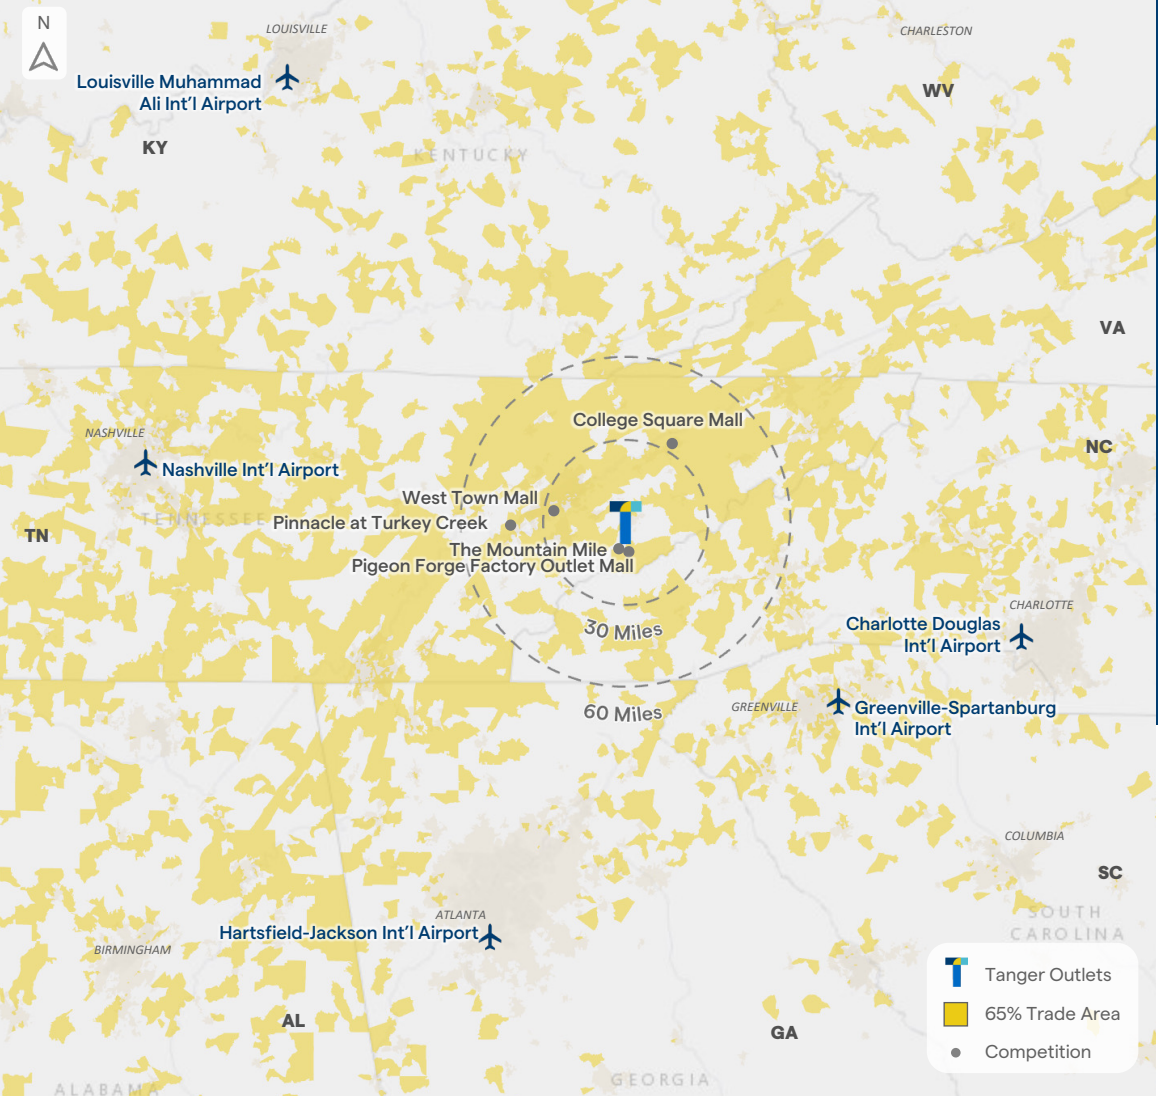 N
LOUISVILLE
CHARLESTON
Louisville Muhammad
Ali Int’l Airport
WV
KY
KENTUCKY
VA
NASHVILLE
College Square Mall
NC
Nashville Int’l Airport
West Town Mall
TENNESSEE
Pinnacle at Turkey Creek
TN
The Mountain Mile
Pigeon Forge Factory Outlet Mall
CHARLOTTE
30 Miles
Charlotte Douglas
Int’l Airport
60 Miles
GREENVILLE
Greenville-Spartanburg
Int’l Airport
COLUMBIA
SC
ATLANTA
SOUTH
CAROLINA
Hartsfield-Jackson Int’l Airport
BIRMINGHAM
Tanger Outlets
65% Trade Area
Competition
AL
GA
GEORGIA
ALABAMA